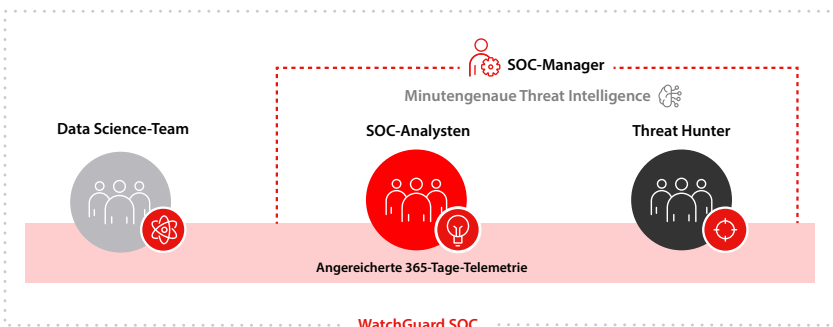 SOC-Manager
Minutengenaue Threat Intelligence
Data Science-Team
SOC-Analysten
Threat Hunter
Angereicherte 365-Tage-Telemetrie
WatchGuard SOC